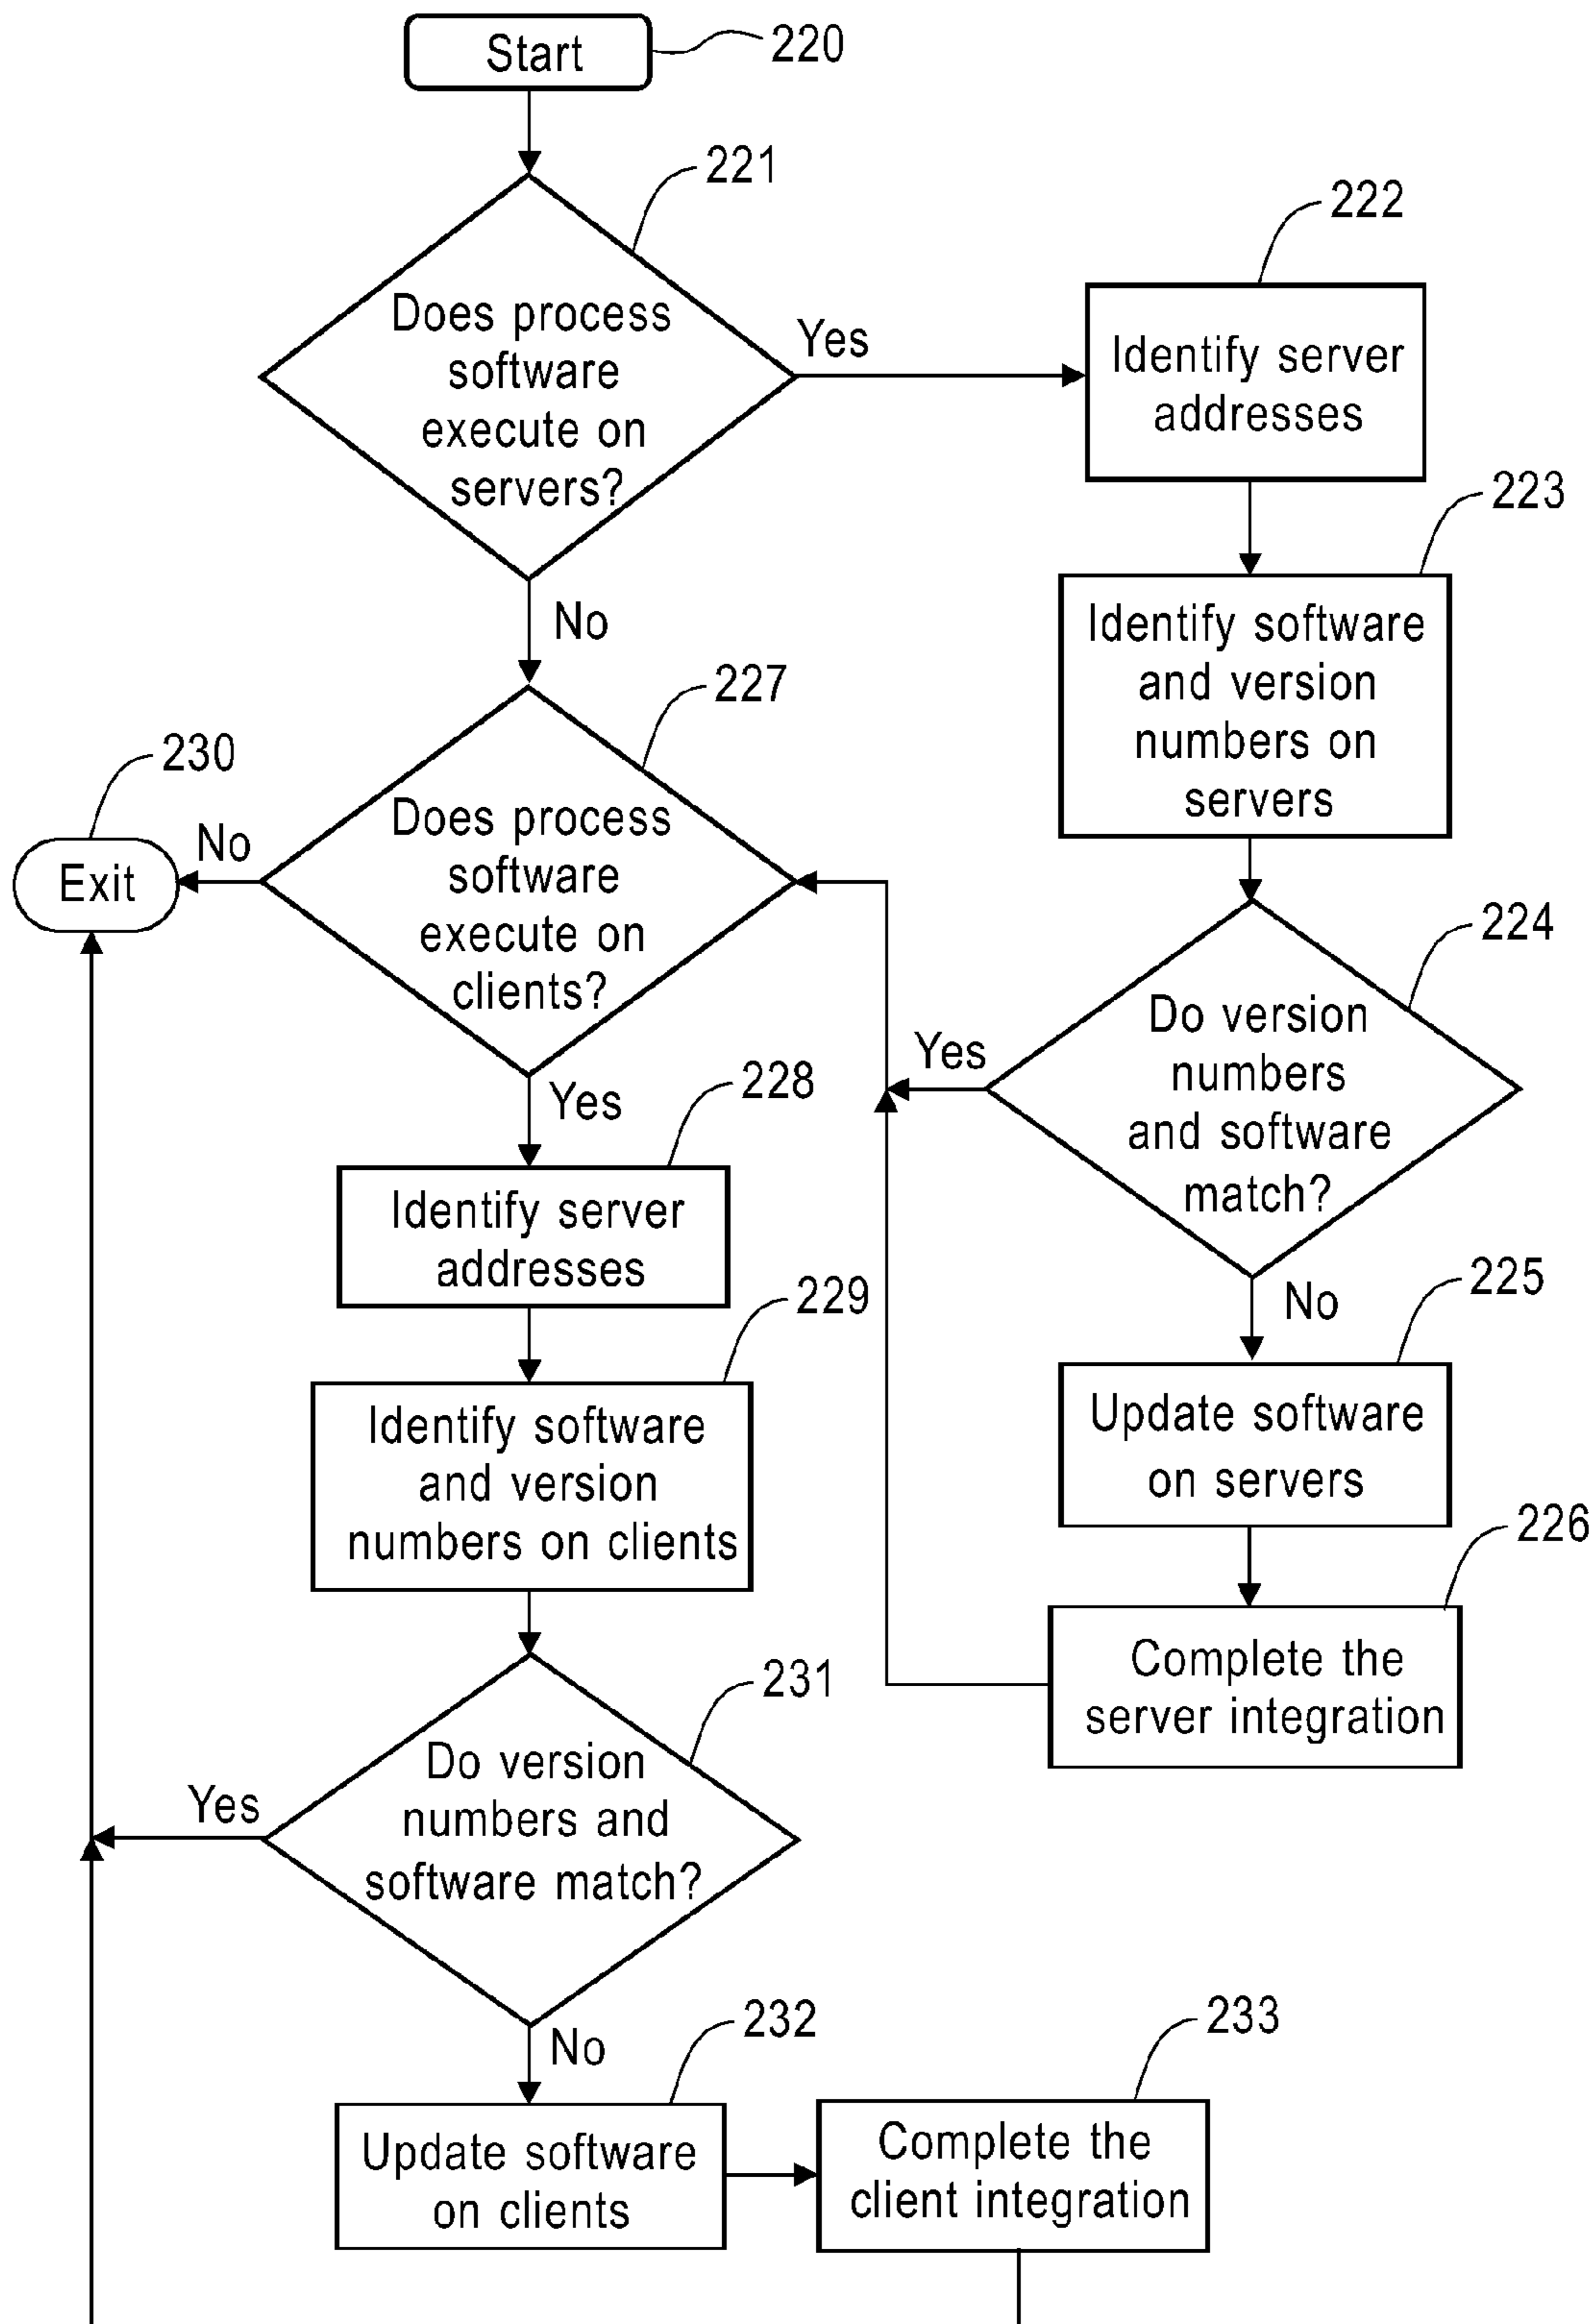 Start
220
221
Does process
software
execute on
servers?
Yes
222
Identify server
addresses
223
Identify software
and version
numbers on
servers
No
227
Does process
software
execute on
clients?
230
No
Exit
224
Do version
numbers
and software
match?
Yes
Yes
228
Identify server
addresses
No
225
Update software
on servers
229
Identify software
and version
numbers on clients
226
Complete the
server integration
231
Do version
numbers and
software match?
Yes
No
232
Update software
on clients
233
Complete the
client integration